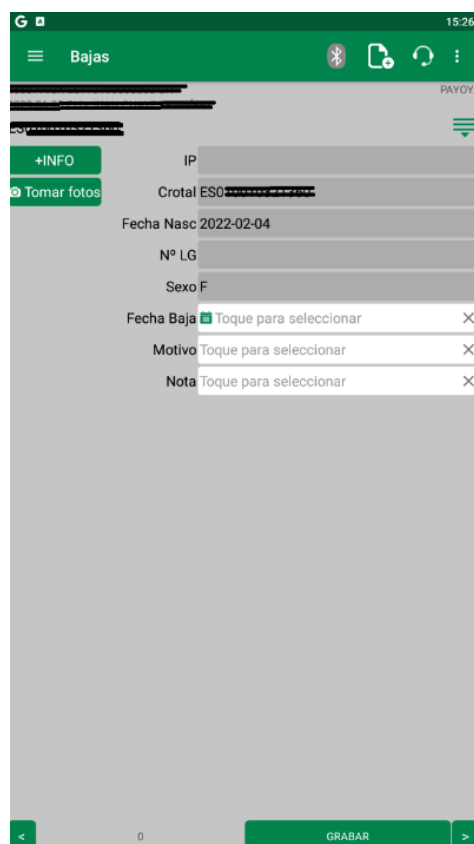 15:26
Bajas
PAYOY
+INFO
IP
Tomar fotos
Crotal ES0
Fecha Nasc 2022-02-04
Nº LG
Sexo F
Fecha Baja Toque para seleccionar
Motivo Toque para seleccionar
Nota Toque para seleccionar
< 0 GRABAR >